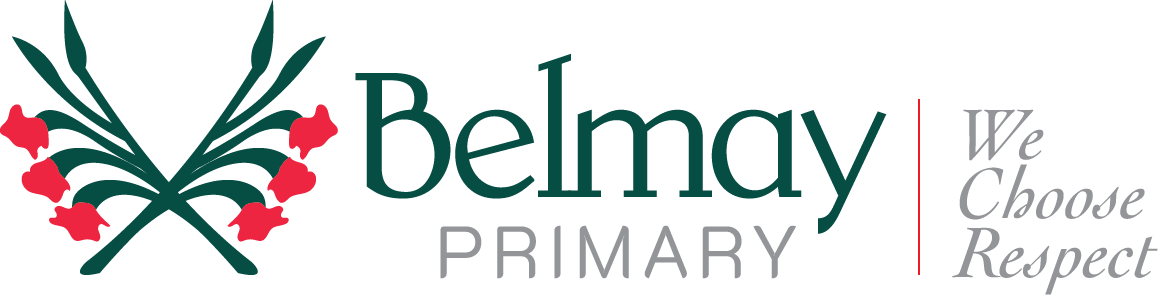 Belmay
PRIMARY
We
Choose
Respect